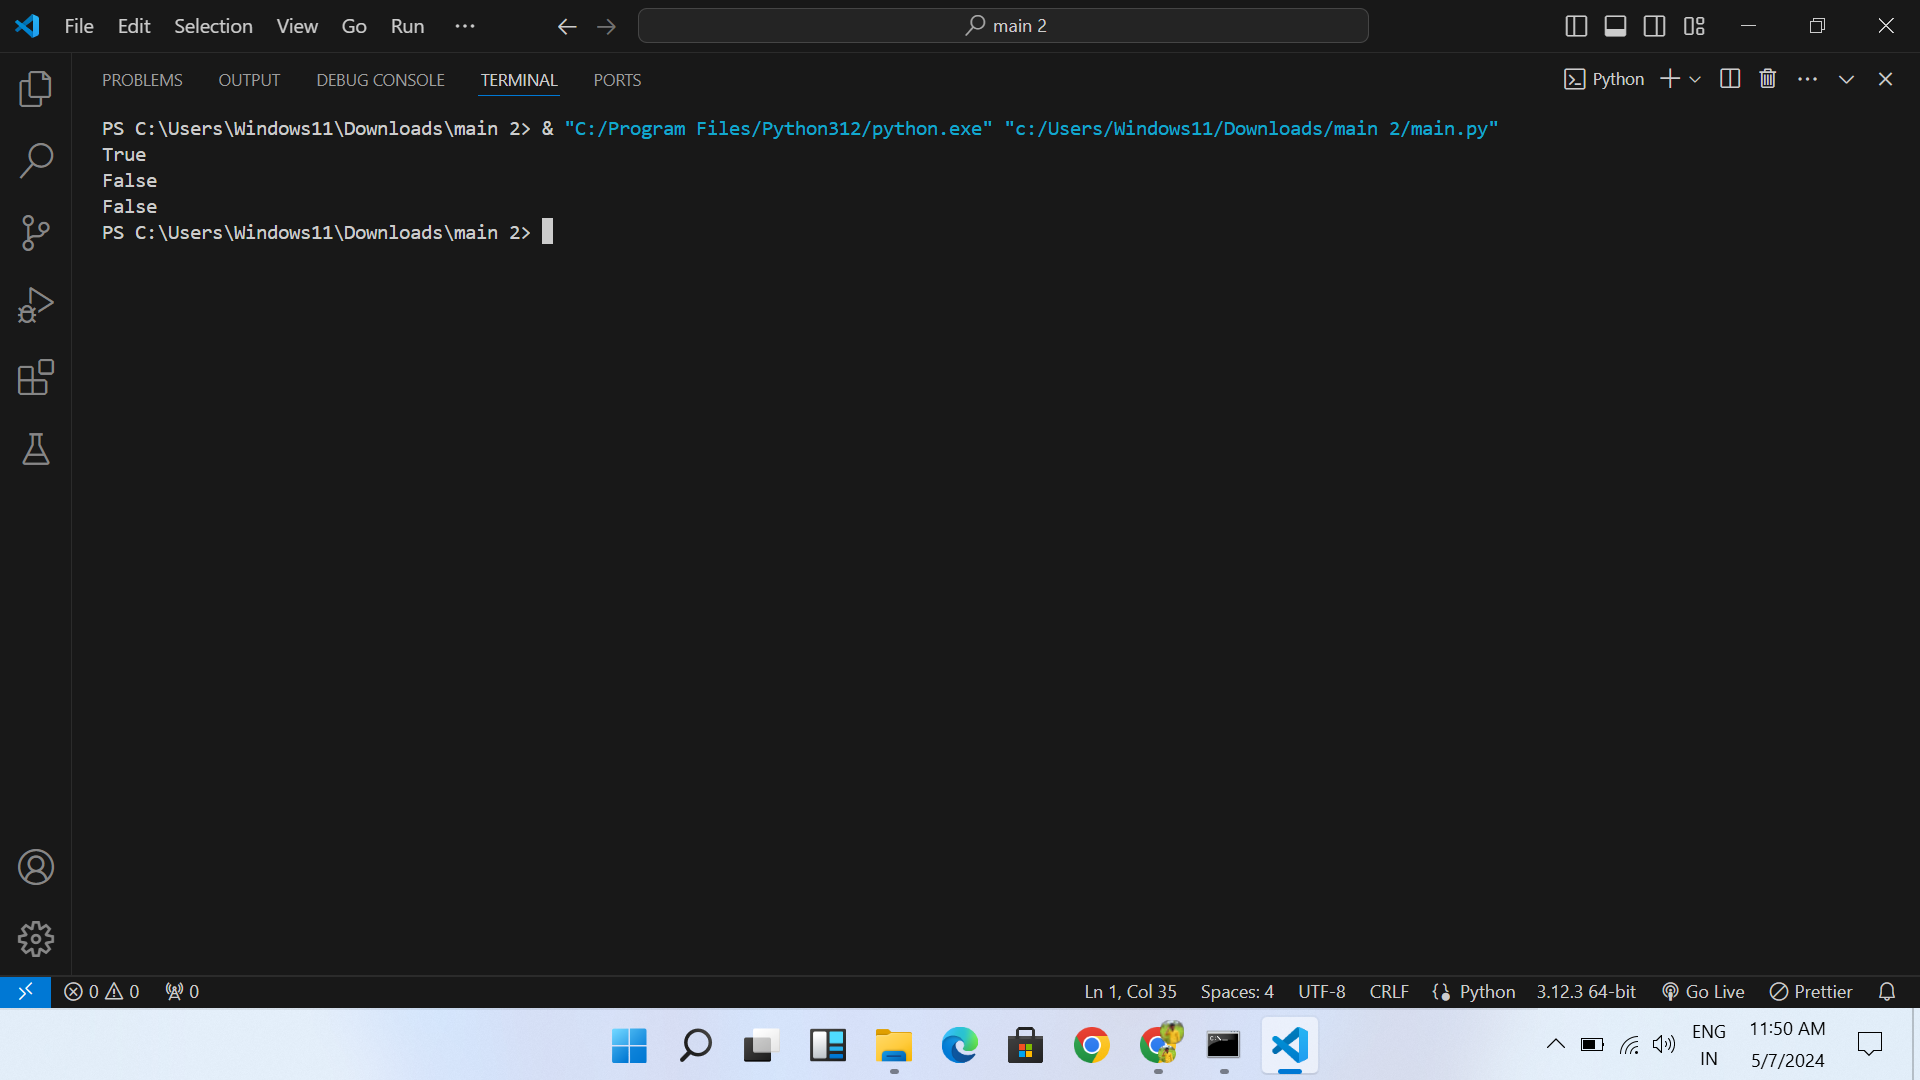 File Edit Selection View Go Run ··· main 2
PROBLEMS OUTPUT DEBUG CONSOLE TERMINAL PORTS Python
PS C:\Users\Windows11\Downloads\main 2> & "C:/Program Files/Python312/python.exe" "c:/Users/Windows11/Downloads/main 2/main.py"
True
False
False
PS C:\Users\Windows11\Downloads\main 2>
0 0 0 Ln 1, Col 35 Spaces: 4 UTF-8 CRLF Python 3.12.3 64-bit Go Live Prettier
ENG 11:50 AM
IN 5/7/2024